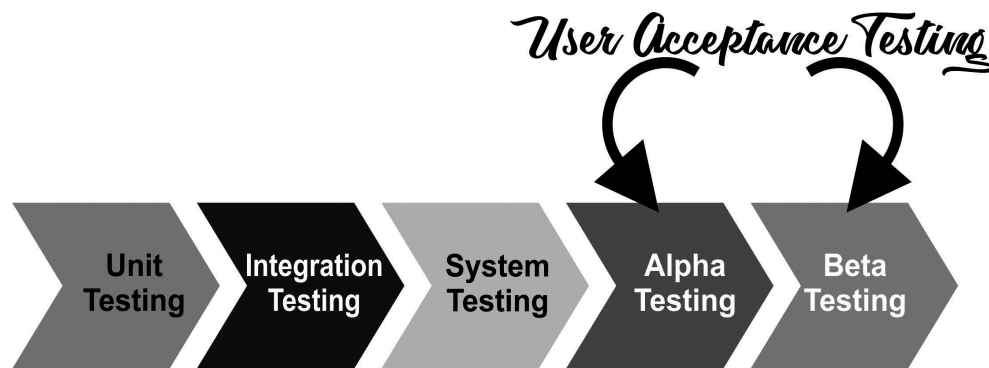 User Acceptance Testing
Unit
Testing
Integration
Testing
System
Testing
Alpha
Testing
Beta
Testing